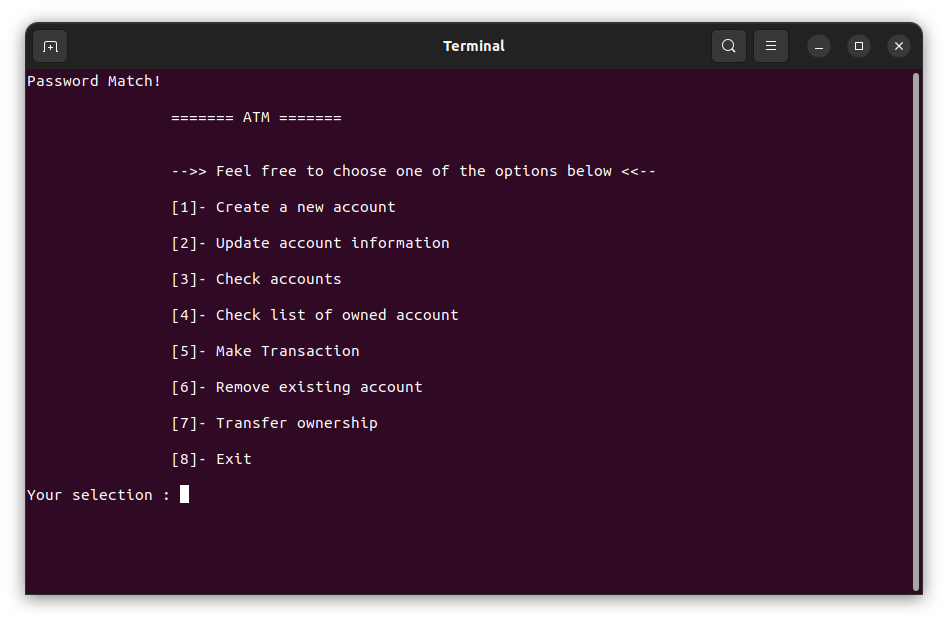 Terminal
Password Match!
======= ATM =======
-->> Feel free to choose one of the options below <<--
[1]- Create a new account
[2]- Update account information
[3]- Check accounts
[4]- Check list of owned account
[5]- Make Transaction
[6]- Remove existing account
[7]- Transfer ownership
[8]- Exit
Your selection :